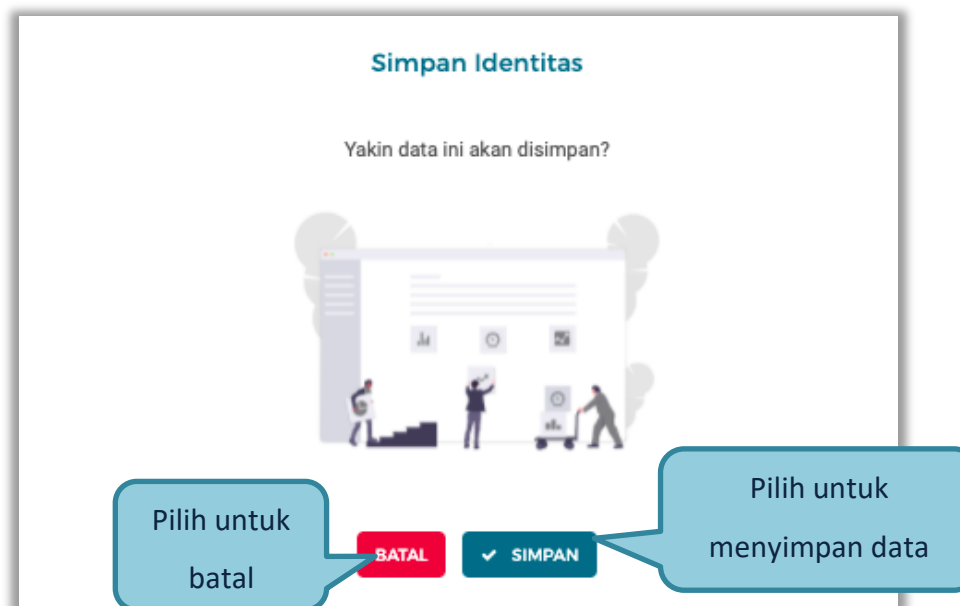 Simpan Identitas
Yakin data ini akan disimpan?
Pilih untuk
batal
BATAL
SIMPAN
Pilih untuk
menyimpan data